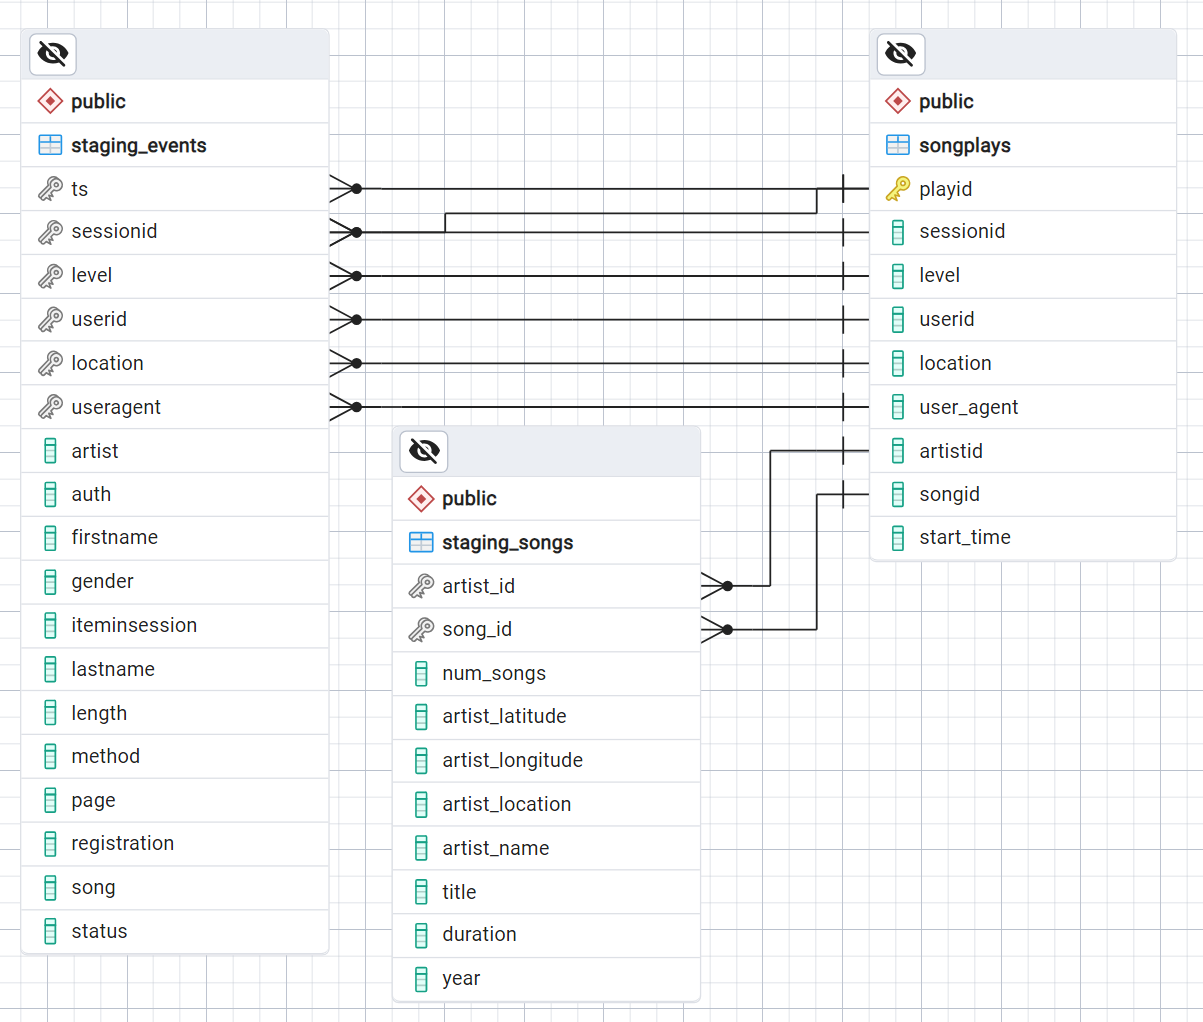 public
staging_events
ts
sessionid
level
userid
location
useragent
artist
auth
firstname
gender
iteminsession
lastname
length
method
page
registration
song
status
public
staging_songs
artist_id
song_id
num_songs
artist_latitude
artist_longitude
artist_location
artist_name
title
duration
year
public
songplays
playid
sessionid
level
userid
location
user_agent
artistid
songid
start_time